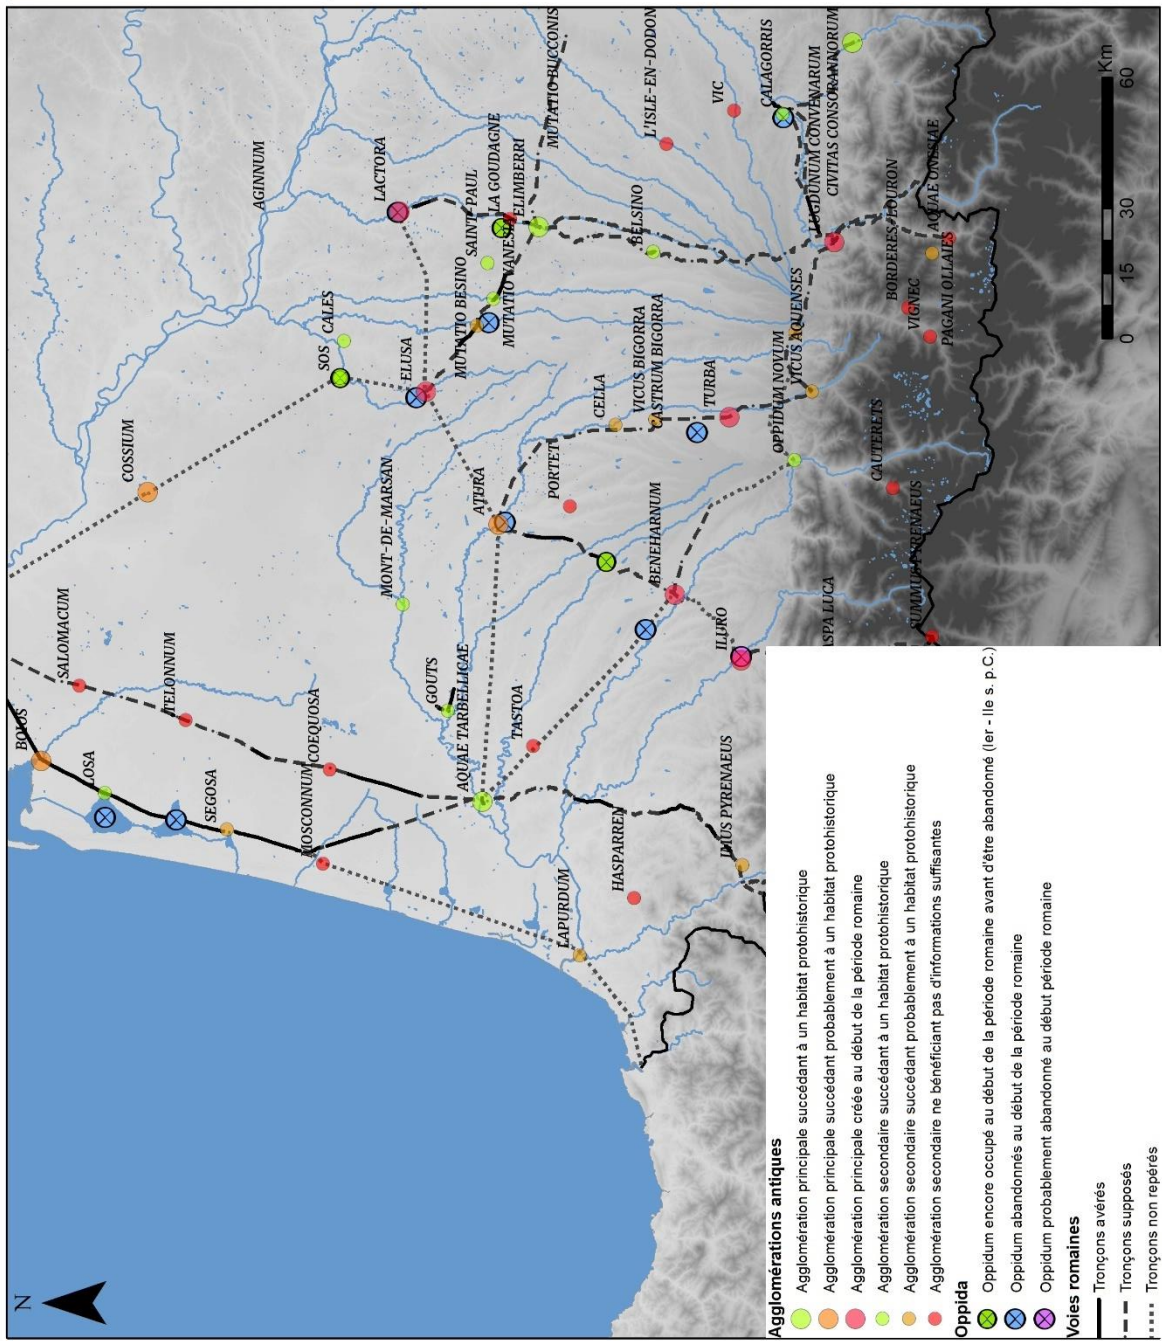 N
BOIOS
SALOMACUM
LOSA
TELONNUM
SEGOSA
COEQUOSA
MOSCONNUM
COSSIUM
SOS
CALES
AGINNUM
LACTORA
ELUSA
MONT-DE-MARSAN
GOUTS
AQUAE TARBELLICAE
TASTOA
ATURA
MUTATIO BESINO
MUTATIO VANESIA
SAINT-PAUL
LA GOUDAGNE
ELIMBERRI
MUTATIO BUCCONIS
LAPURDUM
HASPARREN
PORTET
CELLA
VICUS BIGORRA
CASTRUM BIGORRA
BELSINO
L'ISLE-EN-DODON
VIC
BENEHARNUM
TURBA
ILURO
IMUS PYRENAEUS
OPPIDUM NOVUM
VICUS AQUENSES
CALAGORRIS
LUGDUNUM CONVENARUM
CIVITAS CONSORANNORUM
ASPA LUCA
CAUTERETS
SUMMUS PYRENAEUS
BORDERES-LOURON
VIGNEC
PAGANI OLLAIES
AQUAE ONESIAE
0 15 30 60 Km
Agglomérations antiques
Agglomération principale succédant à un habitat protohistorique
Agglomération principale succédant probablement à un habitat protohistorique
Agglomération principale créée au début de la période romaine
Agglomération secondaire succédant à un habitat protohistorique
Agglomération secondaire succédant probablement à un habitat protohistorique
Agglomération secondaire ne bénéficiant pas d'informations suffisantes
Oppida
Oppidum encore occupé au début de la période romaine avant d'être abandonné (Ier - IIe s. p.C.)
Oppidum abandonnés au début de la période romaine
Oppidum probablement abandonné au début période romaine
Voies romaines
Tronçons avérés
Tronçons supposés
Tronçons non repérés